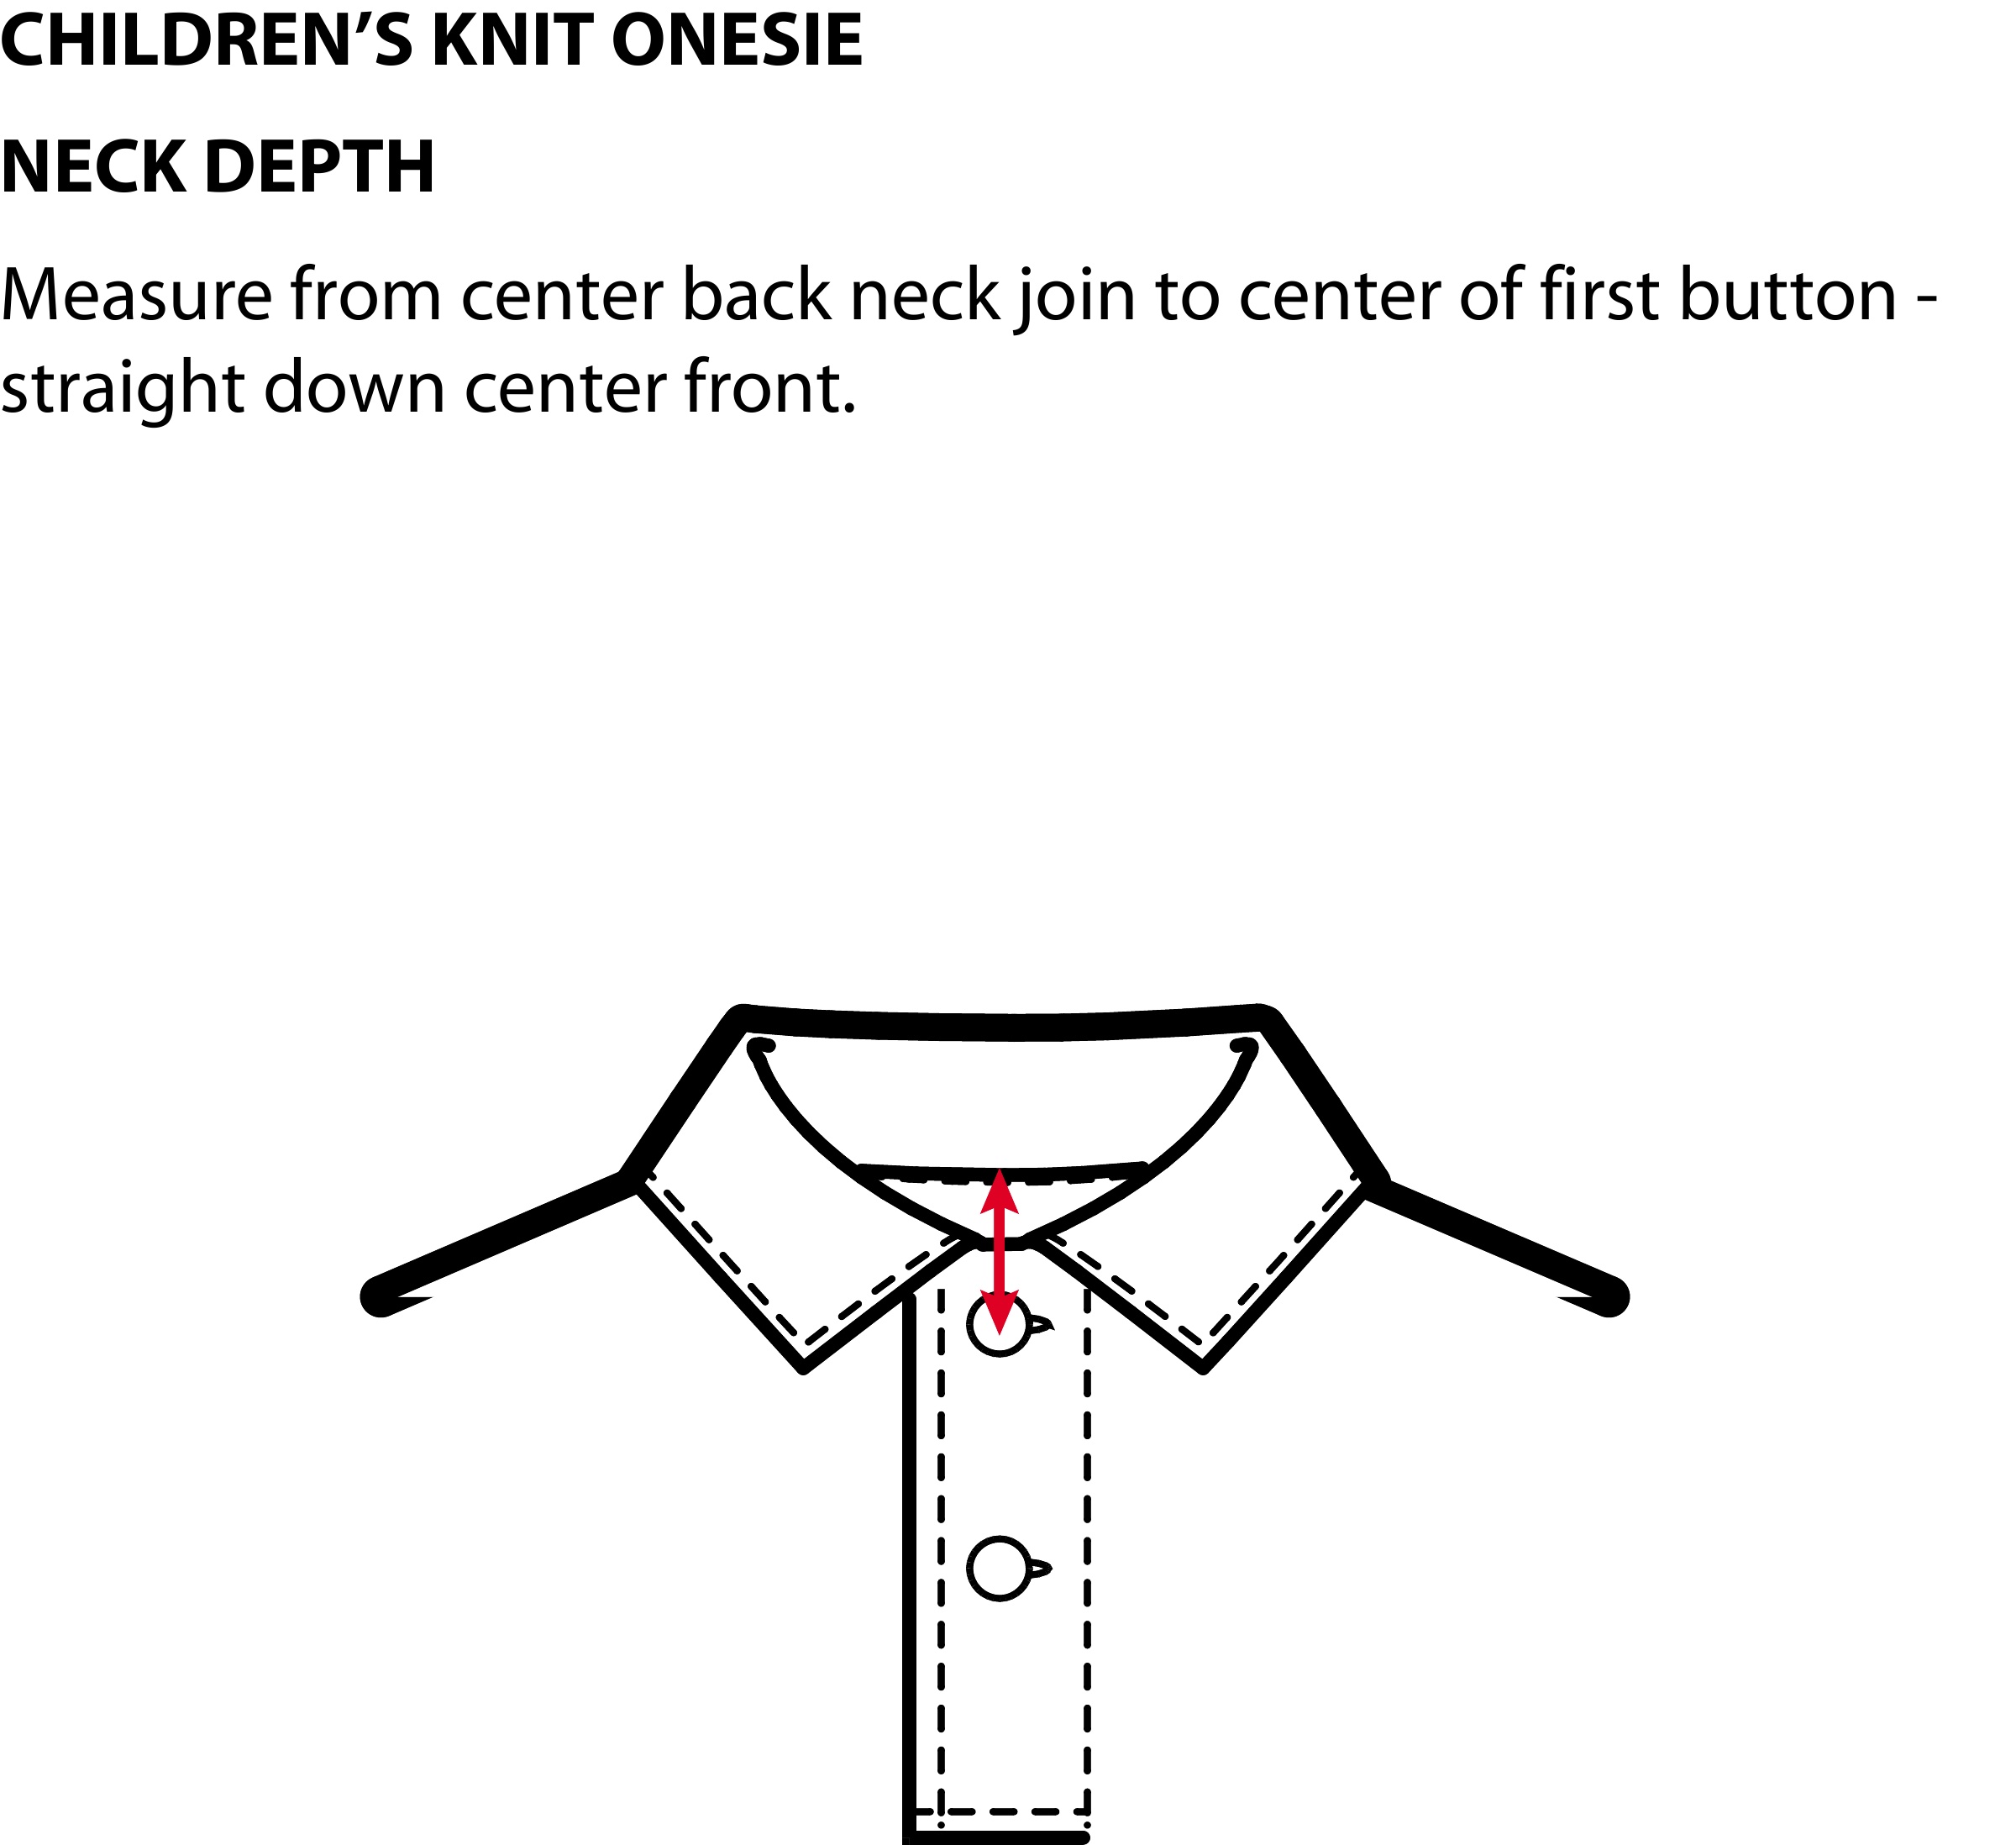 CHILDREN‘S KNIT ONESIE
NECK DEPTH
Measure from center back neck join to center of first button -
straight down center front.